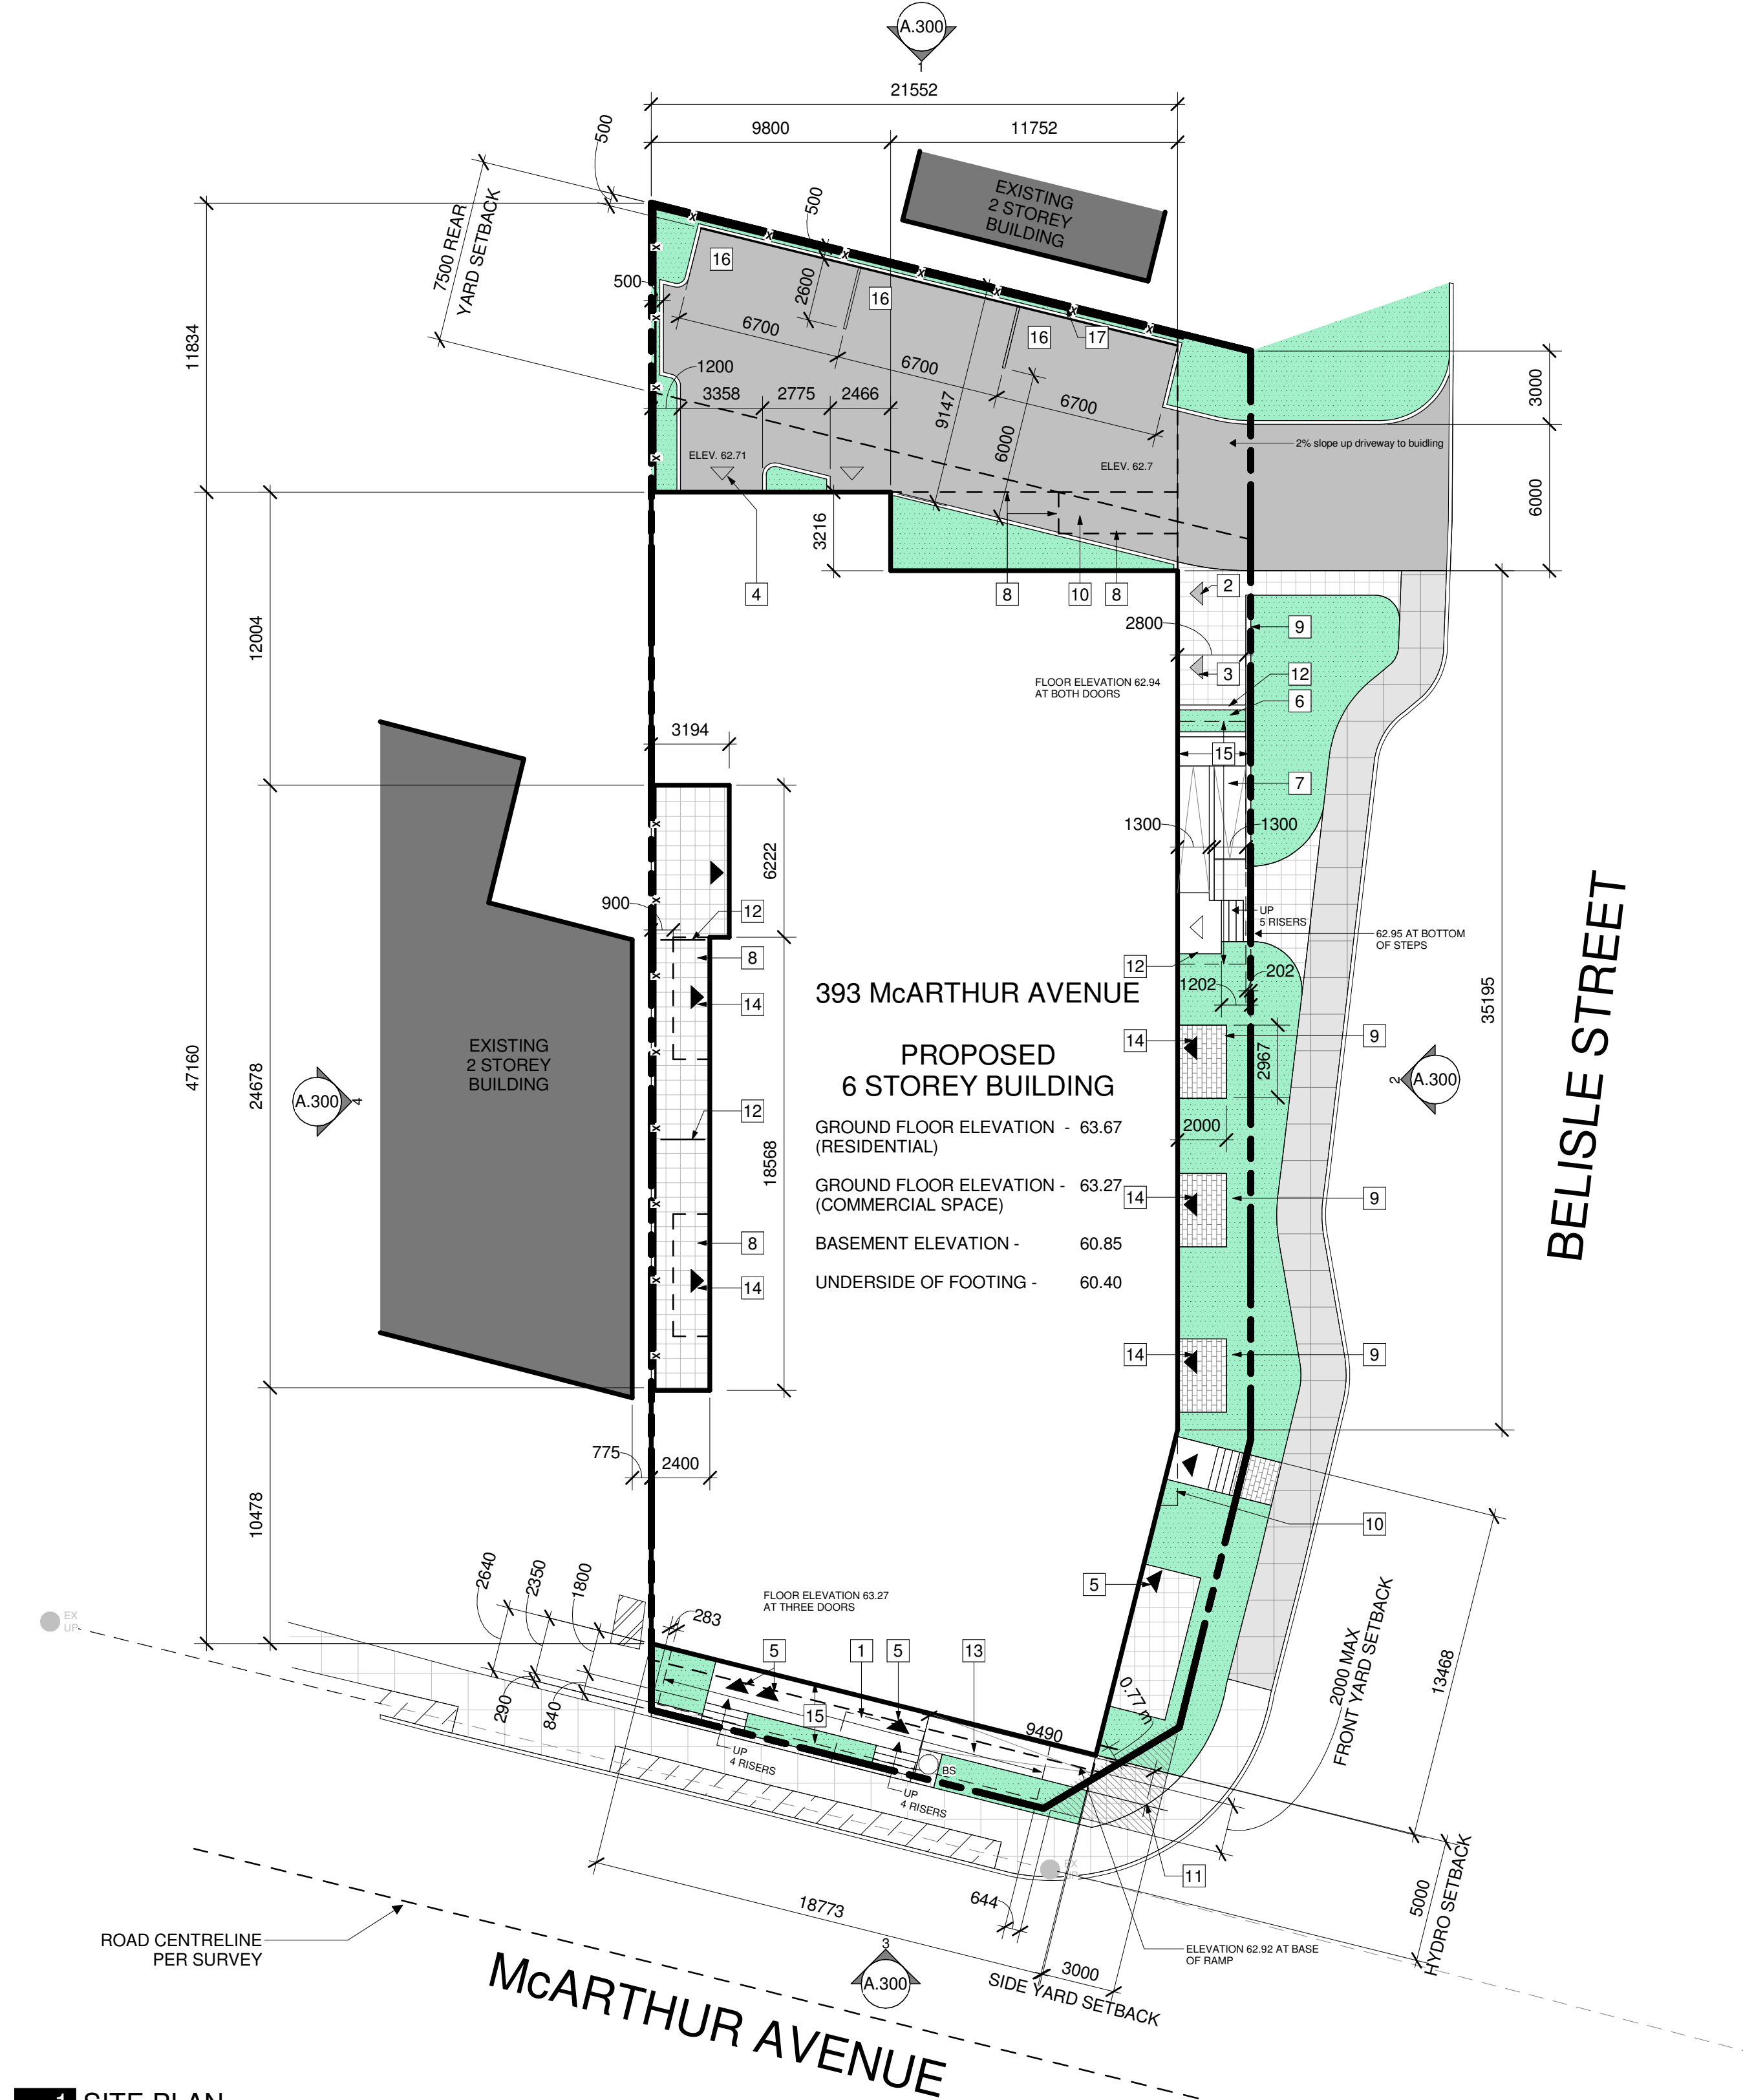 A.300
1
21552
9800
11752
500
500
EXISTING
2 STOREY
BUILDING
7500 REAR
YARD SETBACK
11834
500
16
2600
16
6700
16
17
6700
1200
3358
2775
2466
9147
6700
6000
3000
2% slope up driveway to buidling
ELEV. 62.71
ELEV. 62.7
6000
3216
4
8
10
8
2
2800
9
12004
3
FLOOR ELEVATION 62.94
AT BOTH DOORS
12
6
3194
15
7
1300
1300
6222
900
12
UP
5 RISERS
62.95 AT BOTTOM
OF STEPS
8
12
202
1202
393 McARTHUR AVENUE
14
35195
BELISLE STREET
EXISTING
2 STOREY
BUILDING
PROPOSED
6 STOREY BUILDING
14
9
2967
47160
24678
A.300
4
2
A.300
12
GROUND FLOOR ELEVATION - 63.67
(RESIDENTIAL)
2000
18568
GROUND FLOOR ELEVATION - 63.27
(COMMERCIAL SPACE)
14
9
8
BASEMENT ELEVATION - 60.85
14
UNDERSIDE OF FOOTING - 60.40
14
9
775
2400
10478
10
2640
2350
1800
5
FLOOR ELEVATION 63.27
AT THREE DOORS
EX
UP
283
5
1
5
13
2000 MAX
FRONT YARD SETBACK
13468
290
840
15
0.77 m
9490
UP
4 RISERS
BS
UP
4 RISERS
EX
11
644
18773
5000
HYDRO SETBACK
ROAD CENTRELINE
PER SURVEY
ELEVATION 62.92 AT BASE
OF RAMP
3
A.300
3000
SIDE YARD SETBACK
McARTHUR AVENUE
1
SITE PLAN